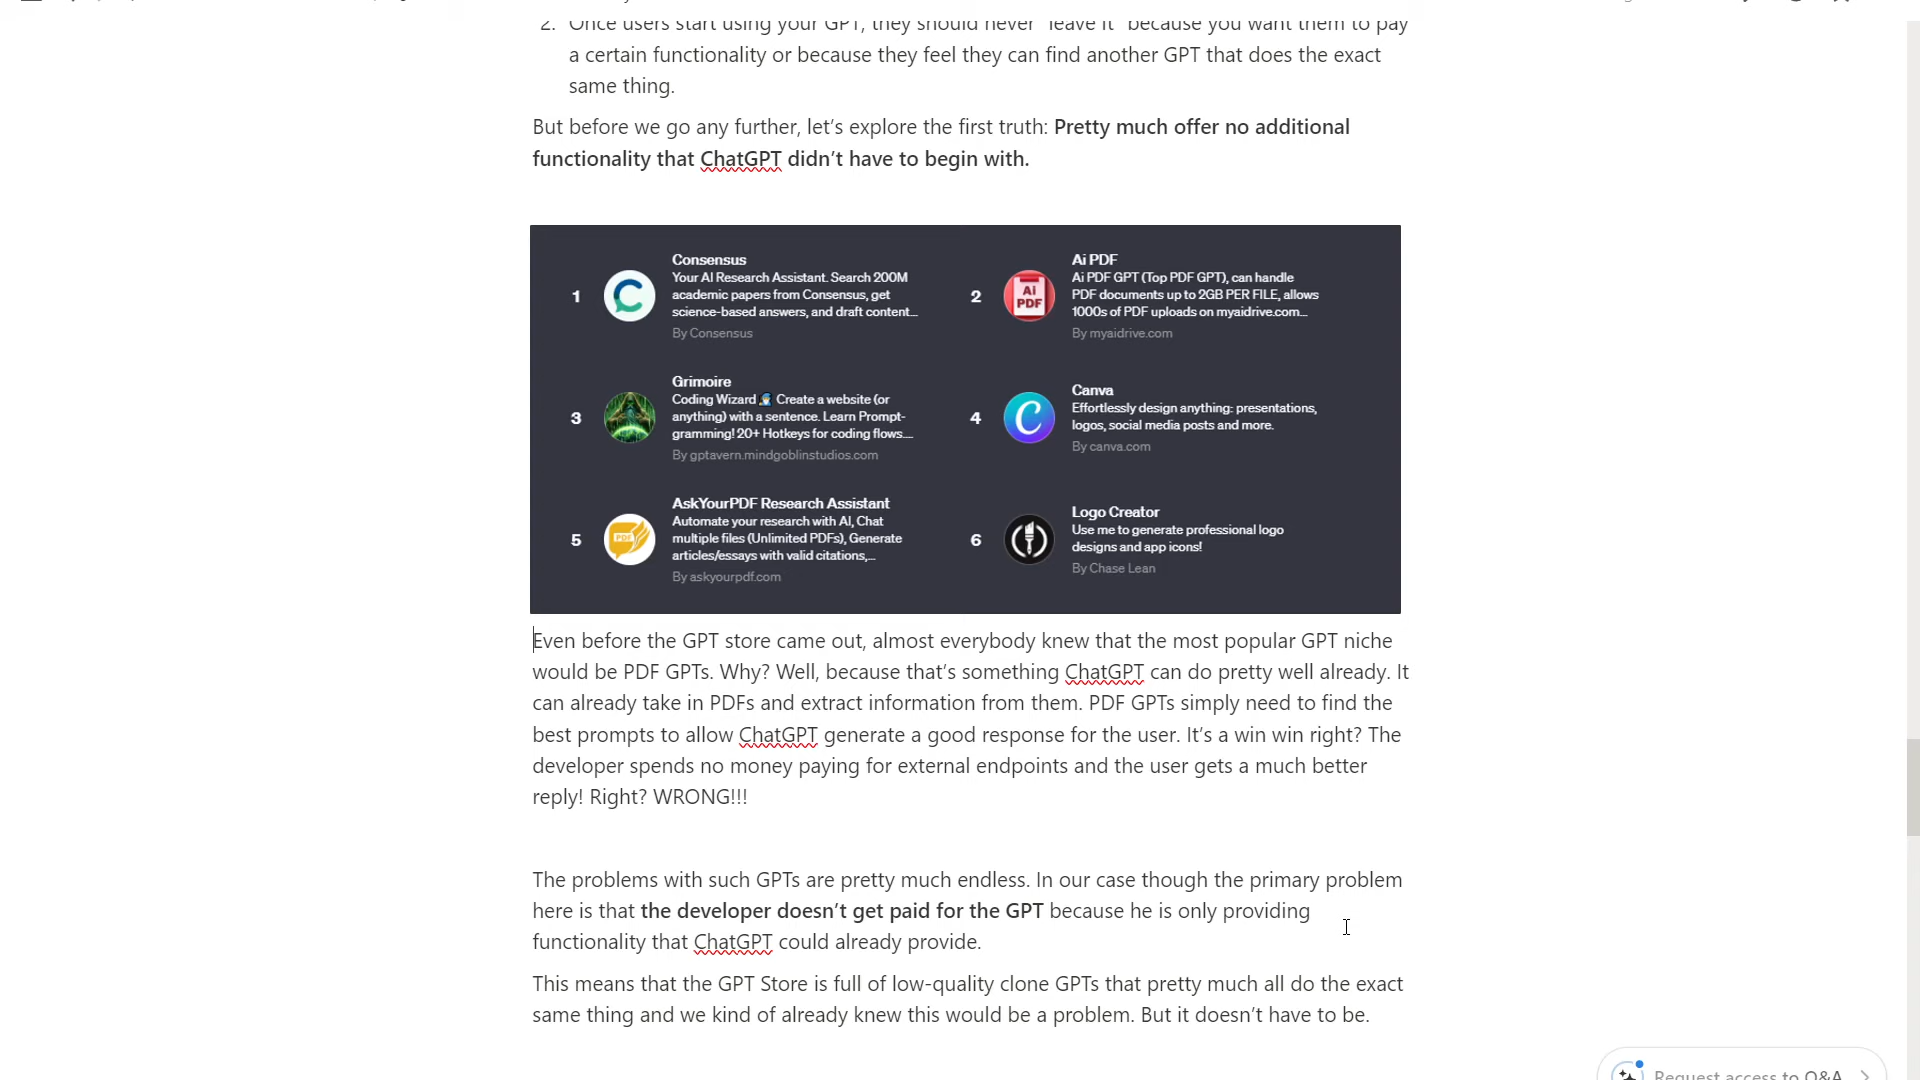 2. Once users start using your GPT, they should never "leave it" because you want them to pay
a certain functionality or because they feel they can find another GPT that does the exact
same thing.
But before we go any further, let's explore the first truth: Pretty much offer no additional
functionality that ChatGPT didn't have to begin with.
1
Consensus
Your AI Research Assistant. Search 200M
academic papers from Consensus, get
science-based answers, and draft content...
By Consensus
2
Ai PDF
Ai PDF
Ai PDF GPT (Top PDF GPT), can handle
PDF documents up to 2GB PER FILE, allows
1000s of PDF uploads on myaidrive.com...
By myaidrive.com
3
Grimoire
Coding Wizard🧙‍♂️ Create a website (or
anything) with a sentence. Learn Prompt-
gramming! 20+ Hotkeys for coding flows....
By gptavern.mindgoblinstudios.com
4
Canva
Effortlessly design anything: presentations,
logos, social media posts and more.
By canva.com
5
PDF
AskYourPDF Research Assistant
Automate your research with AI, Chat
multiple files (Unlimited PDFs), Generate
articles/essays with valid citations,...
By askyourpdf.com
6
Logo Creator
Use me to generate professional logo
designs and app icons!
By Chase Lean
Even before the GPT store came out, almost everybody knew that the most popular GPT niche
would be PDF GPTs. Why? Well, because that's something ChatGPT can do pretty well already. It
can already take in PDFs and extract information from them. PDF GPTs simply need to find the
best prompts to allow ChatGPT generate a good response for the user. It's a win win right? The
developer spends no money paying for external endpoints and the user gets a much better
reply! Right? WRONG!!!
The problems with such GPTs are pretty much endless. In our case though the primary problem
here is that the developer doesn't get paid for the GPT because he is only providing
functionality that ChatGPT could already provide.
This means that the GPT Store is full of low-quality clone GPTs that pretty much all do the exact
same thing and we kind of already knew this would be a problem. But it doesn't have to be.
Request access to Q&A